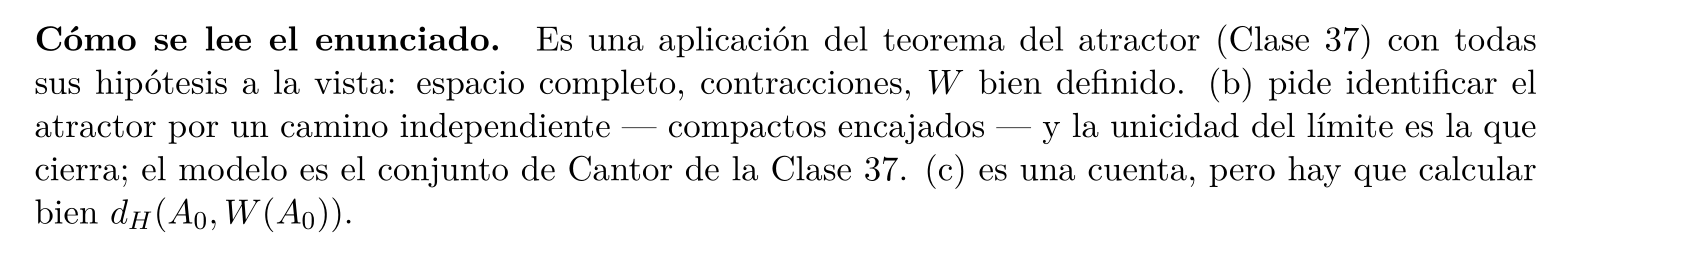 Cómo se lee el enunciado. Es una aplicación del teorema del atractor (Clase 37) con todas
sus hipótesis a la vista: espacio completo, contracciones, W bien definido. (b) pide identificar el
atractor por un camino independiente — compactos encajados — y la unicidad del límite es la que
cierra; el modelo es el conjunto de Cantor de la Clase 37. (c) es una cuenta, pero hay que calcular
bien d_H(A_0, W(A_0)).